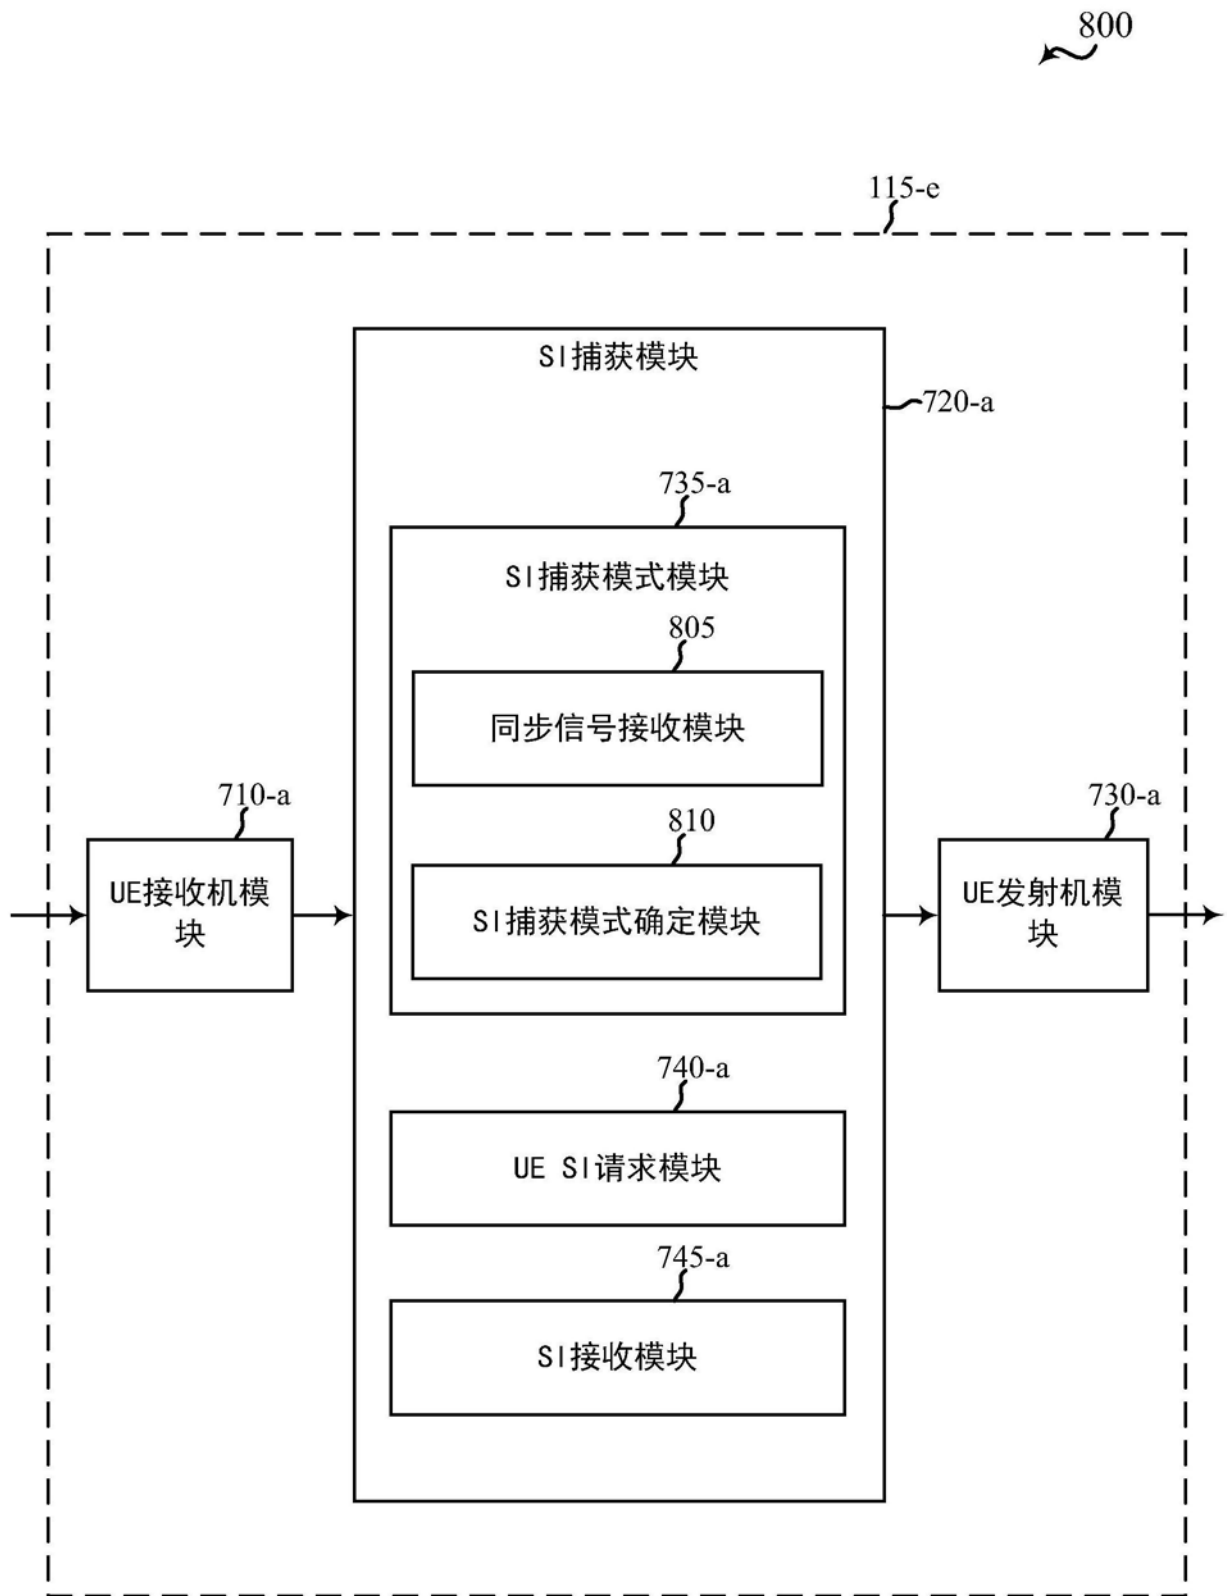 800
115-e
SI捕获模块
720-a
735-a
SI捕获模式模块
805
同步信号接收模块
710-a
UE接收机模
块
810
SI捕获模式确定模块
730-a
UE发射机模
块
740-a
UE SI请求模块
745-a
SI接收模块